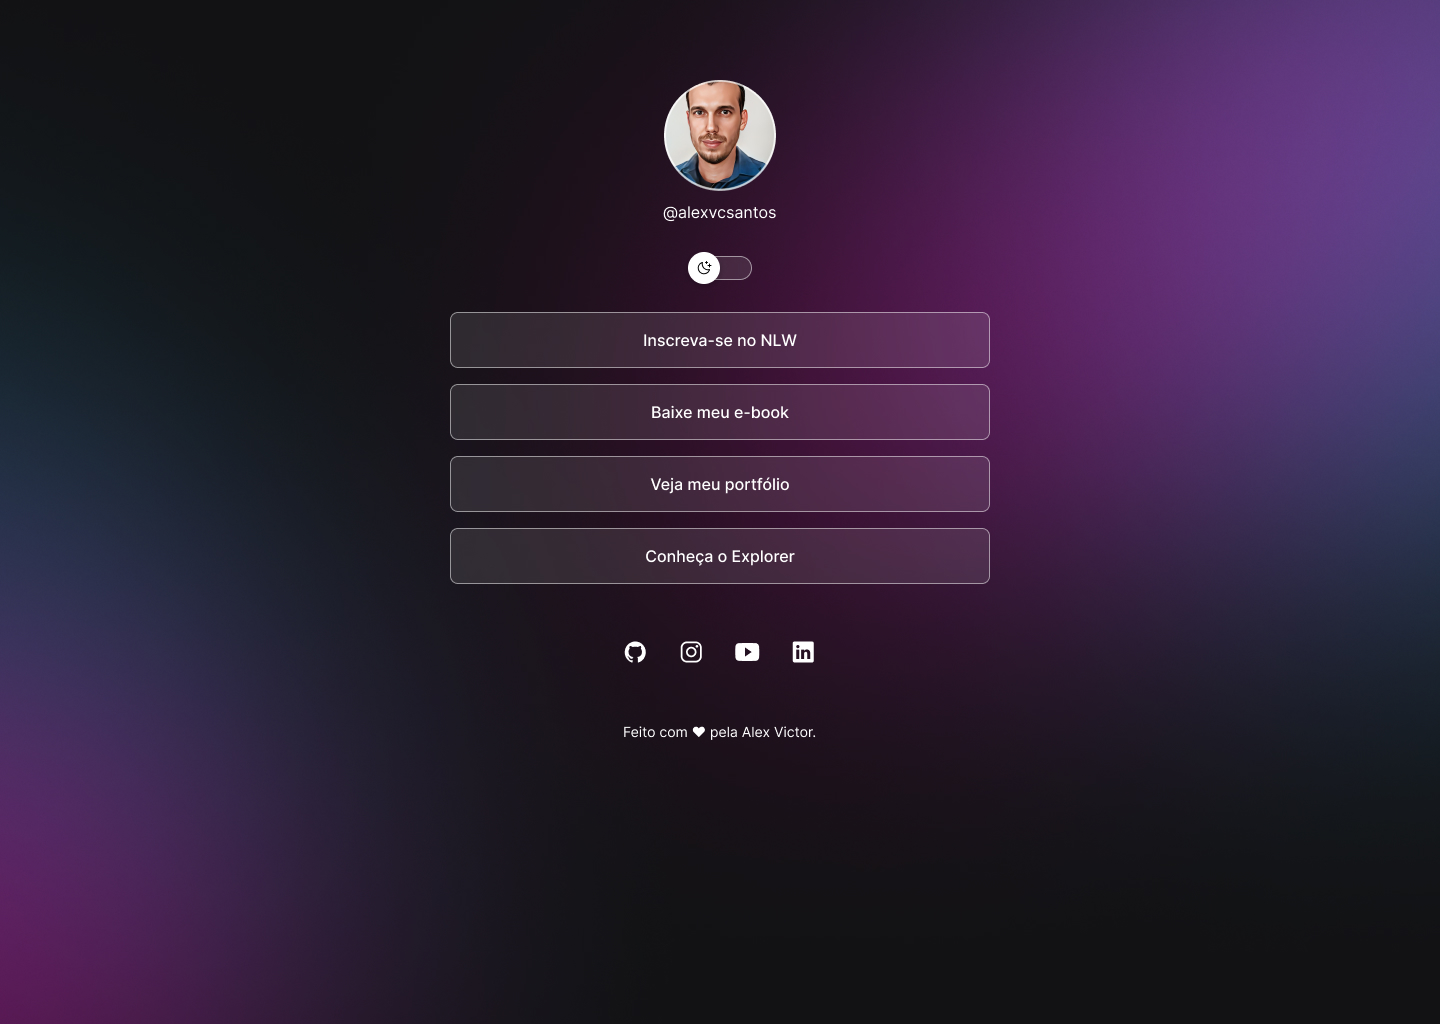 @alexvcsantos
Inscreva-se no NLW
Baixe meu e-book
Veja meu portfólio
Conheça o Explorer
Feito com ♥ pela Alex Victor.